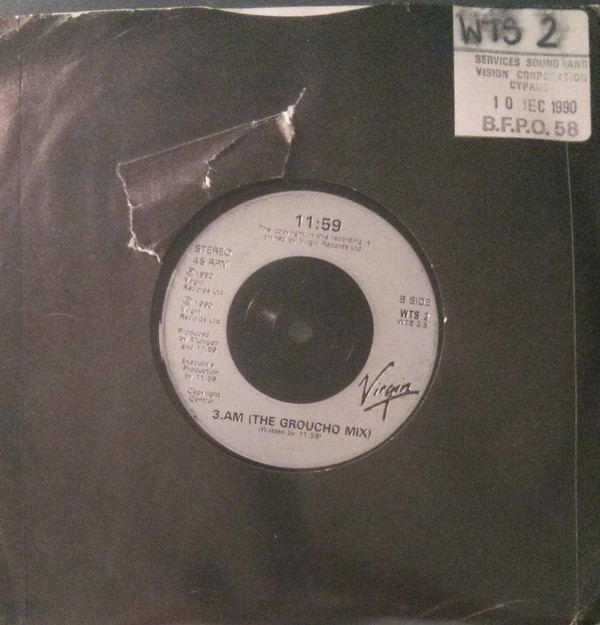 WTS 2
SERVICES SOUND AND
VISION CORPORATION
CYPRUS
10 DEC 1990
B.F.P.O. 58
11:59
The copyright in this recording is
owned by Virgin Records Ltd.
STEREO
45 RPM
℗ 1990
Virgin
Records Ltd.
© 1990
Virgin
Records Ltd.
Produced
by Mulligan
and 11:59
Executive
Production
by 11:59
Copyright
Control
B SIDE
WTS 2
WTS 2 B
Virgin
3.AM (THE GROUCHO MIX)
(Written by 11:59)